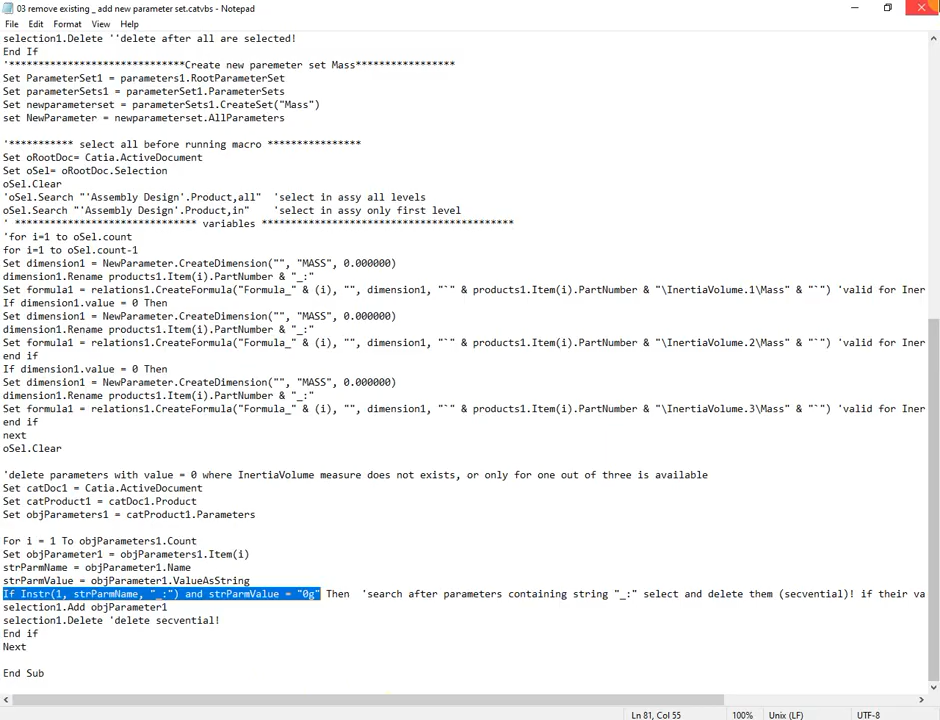 03 remove existing _ add new parameter set.catvbs - Notepad
File Edit Format View Help
selection1.Delete ''delete after all are selected!
End If
'******************************Create new paremeter set Mass*****************
Set ParameterSet1 = parameters1.RootParameterSet
Set parameterSets1 = parameterSet1.ParameterSets
Set newparameterset = parameterSets1.CreateSet("Mass")
set NewParameter = newparameterset.AllParameters
'*********** select all before running macro ****************
Set oRootDoc= Catia.ActiveDocument
Set oSel= oRootDoc.Selection
oSel.Clear
'oSel.Search "'Assembly Design'.Product,all" 'select in assy all levels
oSel.Search "'Assembly Design'.Product,in" 'select in assy only first level
' ****************************** variables ******************************************
'for i=1 to oSel.count
for i=1 to oSel.count-1
Set dimension1 = NewParameter.CreateDimension("", "MASS", 0.000000)
dimension1.Rename products1.Item(i).PartNumber & "_:"
Set formula1 = relations1.CreateFormula("Formula_" & (i), "", dimension1, "`" & products1.Item(i).PartNumber & "\InertiaVolume.1\Mass" & "`") 'valid for Iner
If dimension1.value = 0 Then
Set dimension1 = NewParameter.CreateDimension("", "MASS", 0.000000)
dimension1.Rename products1.Item(i).PartNumber & "_:"
Set formula1 = relations1.CreateFormula("Formula_" & (i), "", dimension1, "`" & products1.Item(i).PartNumber & "\InertiaVolume.2\Mass" & "`") 'valid for Iner
end if
If dimension1.value = 0 Then
Set dimension1 = NewParameter.CreateDimension("", "MASS", 0.000000)
dimension1.Rename products1.Item(i).PartNumber & "_:"
Set formula1 = relations1.CreateFormula("Formula_" & (i), "", dimension1, "`" & products1.Item(i).PartNumber & "\InertiaVolume.3\Mass" & "`") 'valid for Iner
end if
next
oSel.Clear
'delete parameters with value = 0 where InertiaVolume measure does not exists, or only for one out of three is available
Set catDoc1 = Catia.ActiveDocument
Set catProduct1 = catDoc1.Product
Set objParameters1 = catProduct1.Parameters
For i = 1 To objParameters1.Count
Set objParameter1 = objParameters1.Item(i)
strParmName = objParameter1.Name
strParmValue = objParameter1.ValueAsString
If Instr(1, strParmName, "_:") and strParmValue = "0g" Then 'search after parameters containing string "_:" select and delete them (secvential)! if their va
selection1.Add objParameter1
selection1.Delete 'delete secvential!
End if
Next
End Sub
Ln 81, Col 55 100% Unix (LF) UTF-8